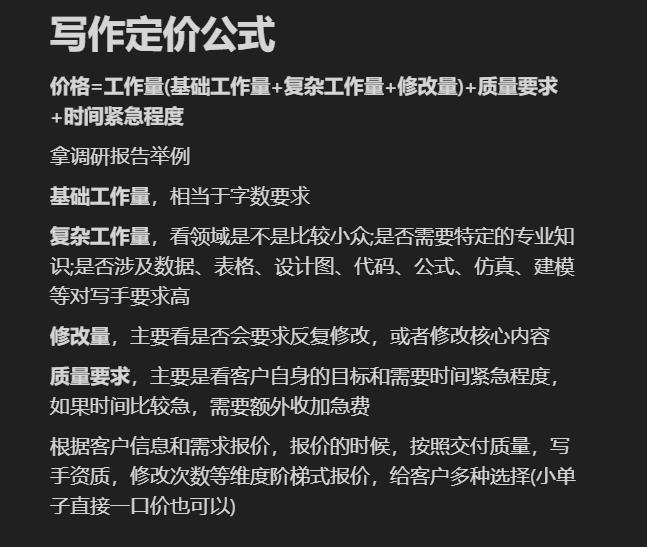 写作定价公式
价格=工作量(基础工作量+复杂工作量+修改量)+质量要求
+时间紧急程度
拿调研报告举例
基础工作量，相当于字数要求
复杂工作量，看领域是不是比较小众;是否需要特定的专业知
识;是否涉及数据、表格、设计图、代码、公式、仿真、建模
等对写手要求高
修改量，主要看是否会要求反复修改，或者修改核心内容
质量要求，主要是看客户自身的目标和需要时间紧急程度，
如果时间比较急，需要额外收加急费
根据客户信息和需求报价，报价的时候，按照交付质量，写
手资质，修改次数等维度阶梯式报价，给客户多种选择(小单
子直接一口价也可以)